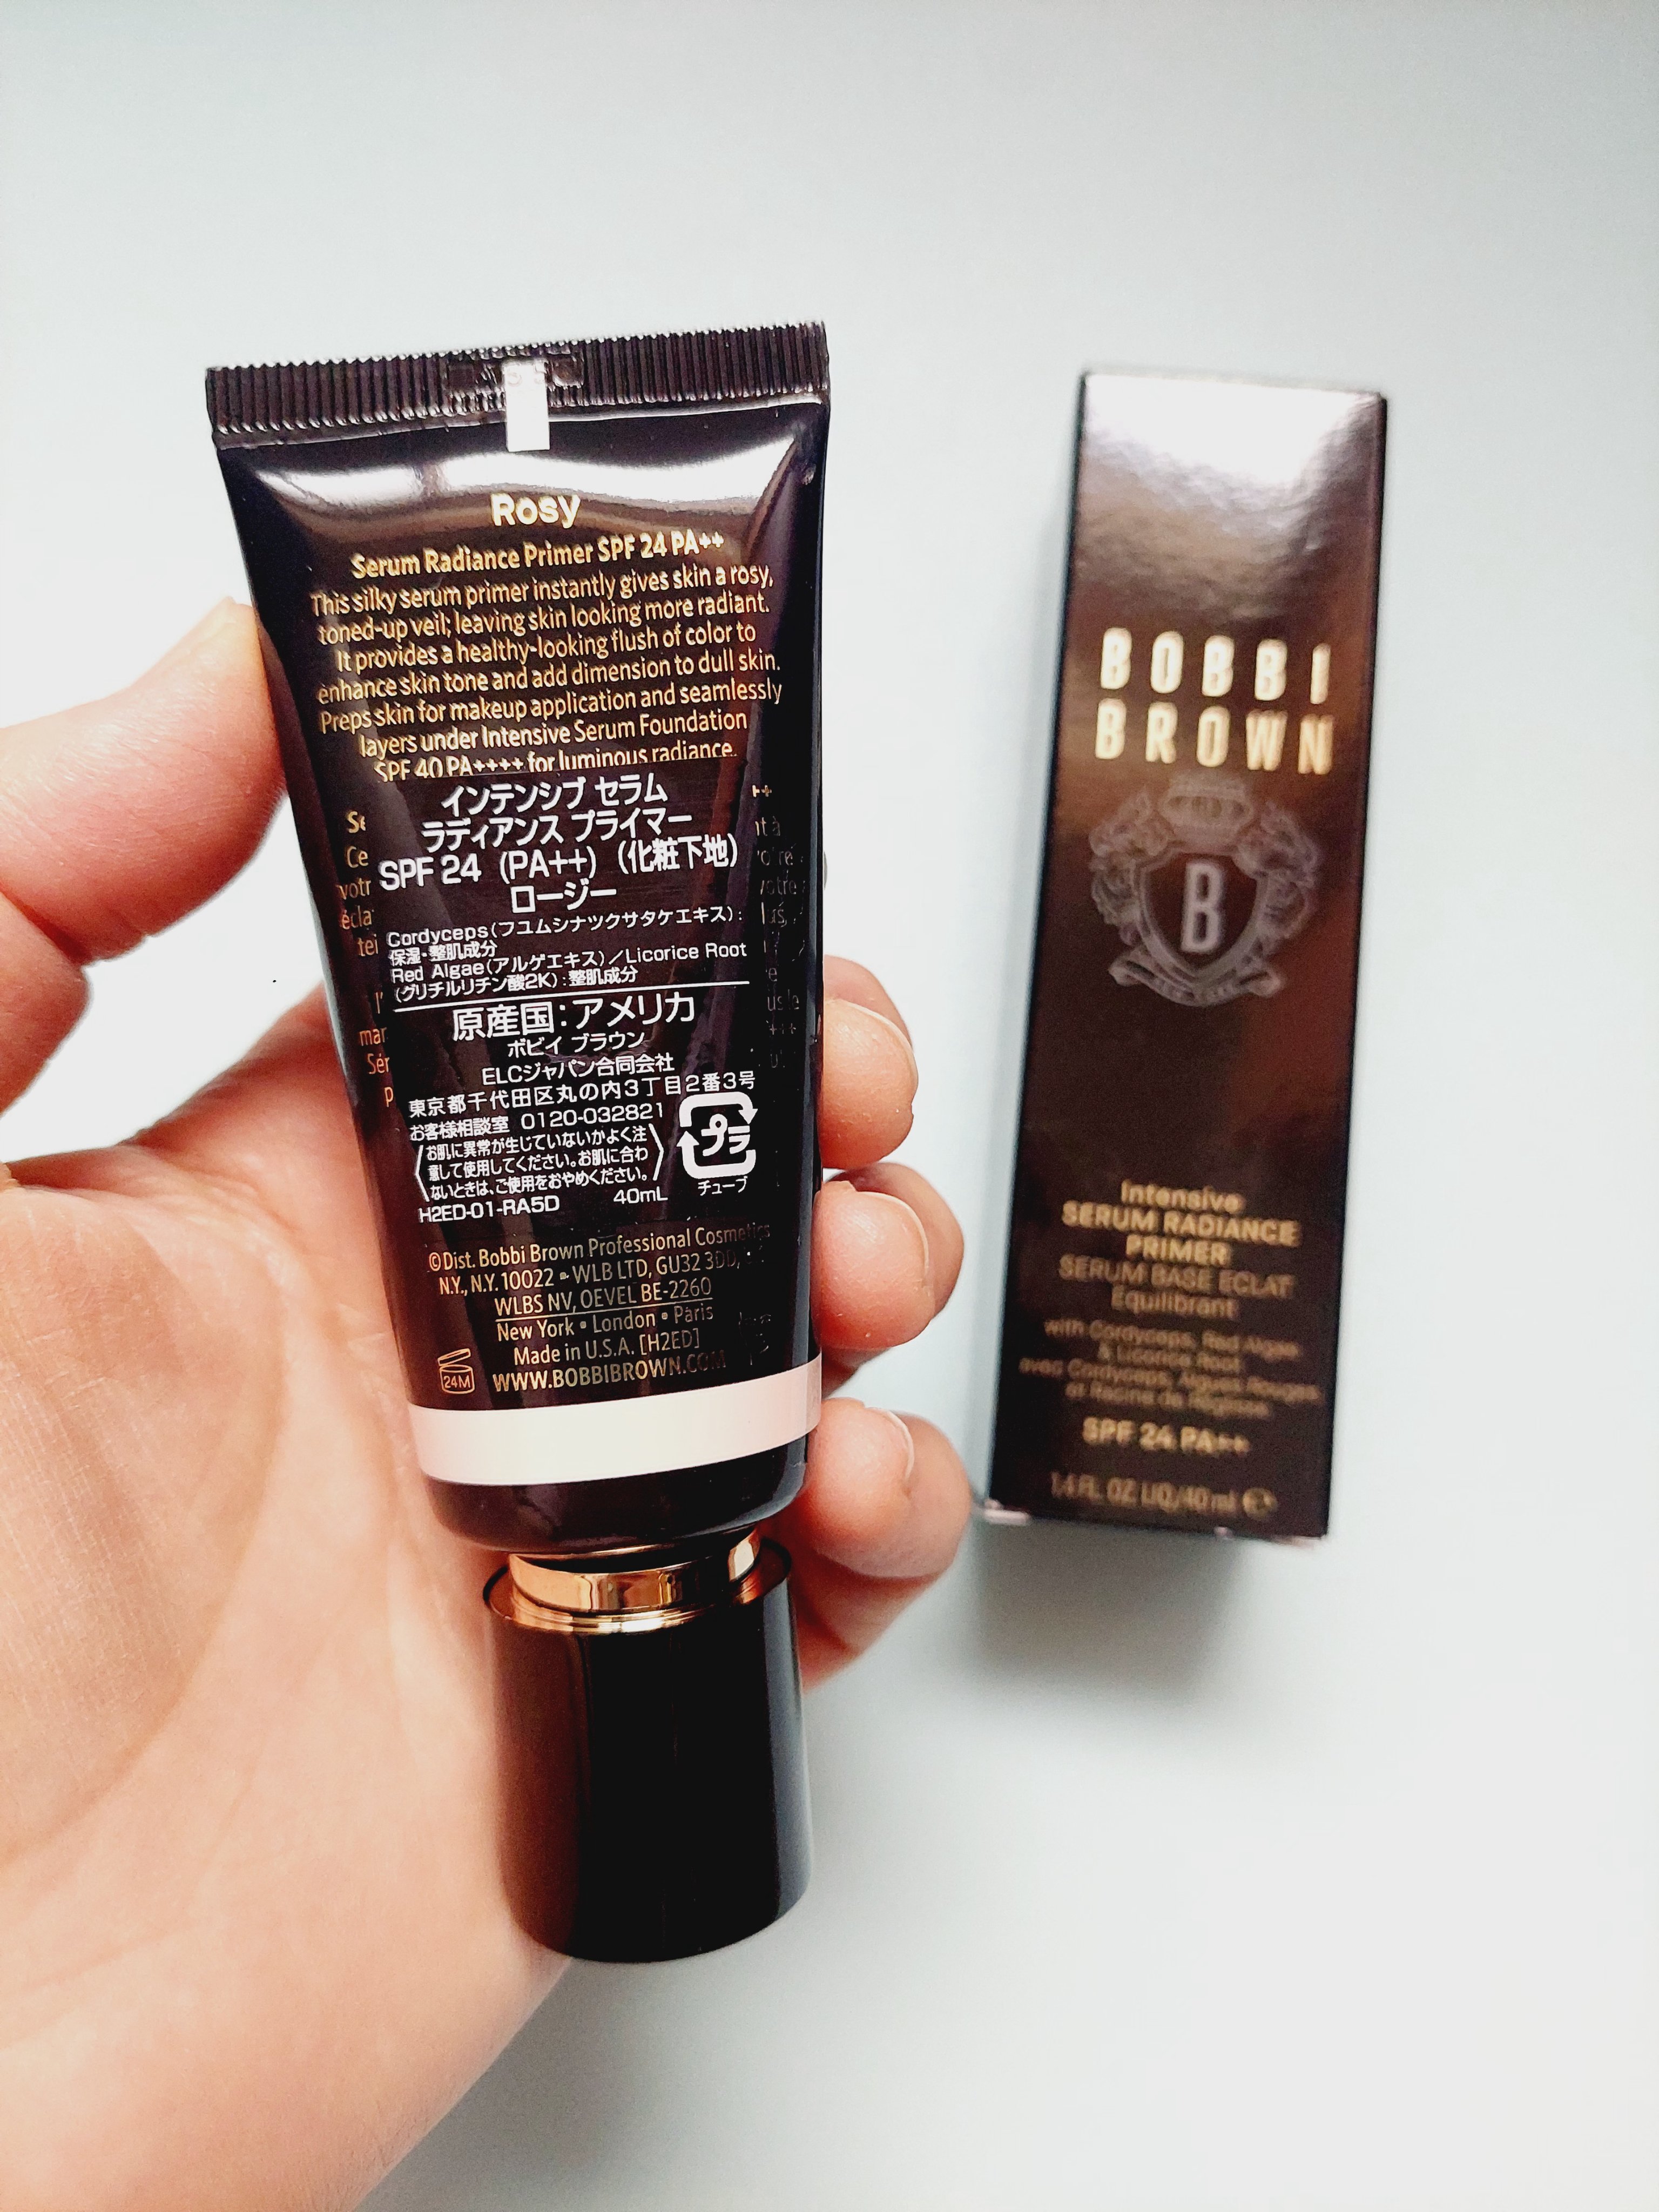 Rosy
Serum Radiance Primer SPF 24 PA++
This silky serum primer instantly gives skin a rosy,
toned-up veil; leaving skin looking more radiant.
It provides a healthy-looking flush of color to
enhance skin tone and add dimension to dull skin.
Preps skin for makeup application and seamlessly
layers under Intensive Serum Foundation
SPF 40 PA++++ for luminous radiance.
インテンシブ セラム
ラディアンス プライマー
SPF 24 (PA++) (化粧下地)
ロージー
Cordyceps(フユムシナツクサタケエキス):
保湿・整肌成分
Red Algae(アルゲエキス)/Licorice Root
(グリチルリチン酸2K):整肌成分
原産国:アメリカ
ボビイ ブラウン
ELCジャパン合同会社
東京都千代田区丸の内3丁目2番3号
お客様相談室 0120-032821
お肌に異常が生じていないかよく注
意して使用してください。お肌に合わ
ないときは、ご使用をおやめください。
プラ
チューブ
H2ED-01-RA5D 40mL
©Dist. Bobbi Brown Professional Cosmetics
N.Y., N.Y. 10022 • WLB LTD, GU32 3DD,
WLBS NV, OEVEL BE-2260
New York • London • Paris
Made in U.S.A. [H2ED]
24M WWW.BOBBIBROWN.COM
BOBBI
BROWN
B
Intensive
SERUM RADIANCE
PRIMER
SERUM BASE ECLAT
Équilibrant
with Cordyceps, Red Algae
& Licorice Root
avec Cordyceps, Algues Rouges
et Racine de Réglisse
SPF 24 PA++
1.4 FL. OZ. LIQ./40 ml e